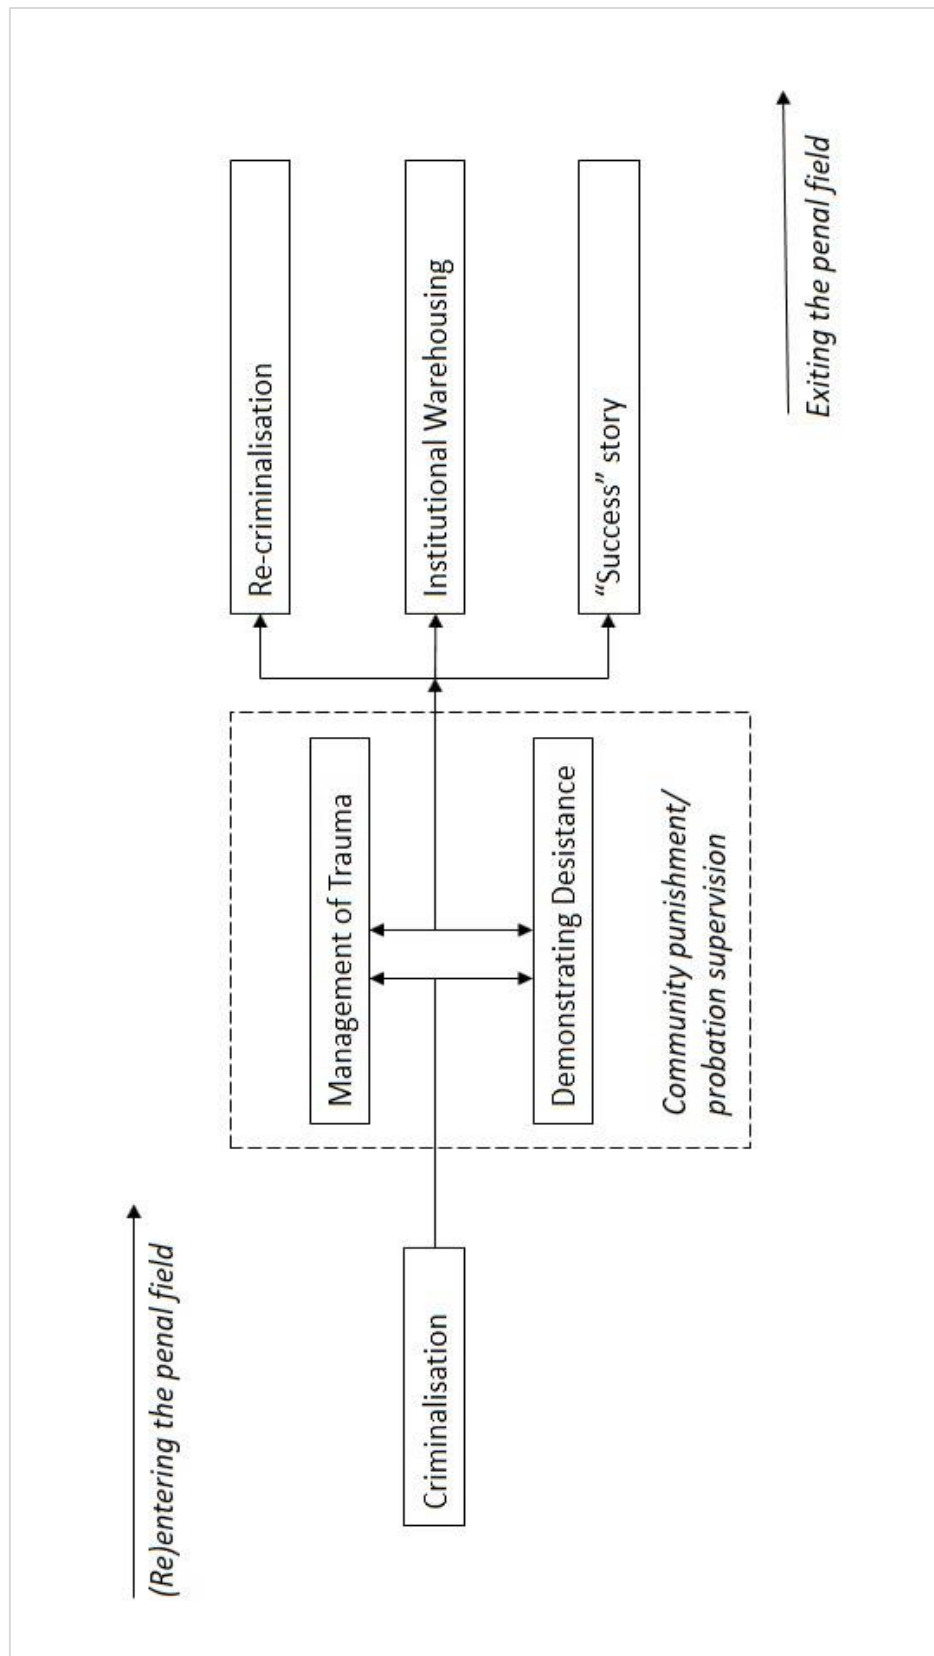 (Re)entering the penal field
Criminalisation
Management of Trauma
Demonstrating Desistance
Community punishment/
probation supervision
Re-criminalisation
Institutional Warehousing
“Success” story
Exiting the penal field